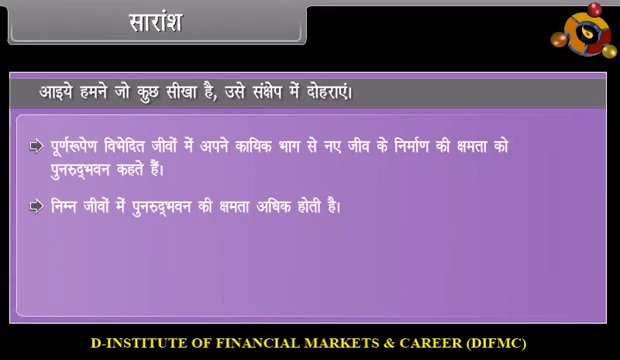 सारांश
आइये हमने जो कुछ सीखा है, उसे संक्षेप में दोहराएं।
पूर्णरूपेण विभेदित जीवों में अपने कायिक भाग से नए जीव के निर्माण की क्षमता को
पुनरुद्‌भवन कहते हैं।
निम्न जीवों में पुनरुद्‌भवन की क्षमता अधिक होती है।
D-INSTITUTE OF FINANCIAL MARKETS & CAREER (DIFMC)